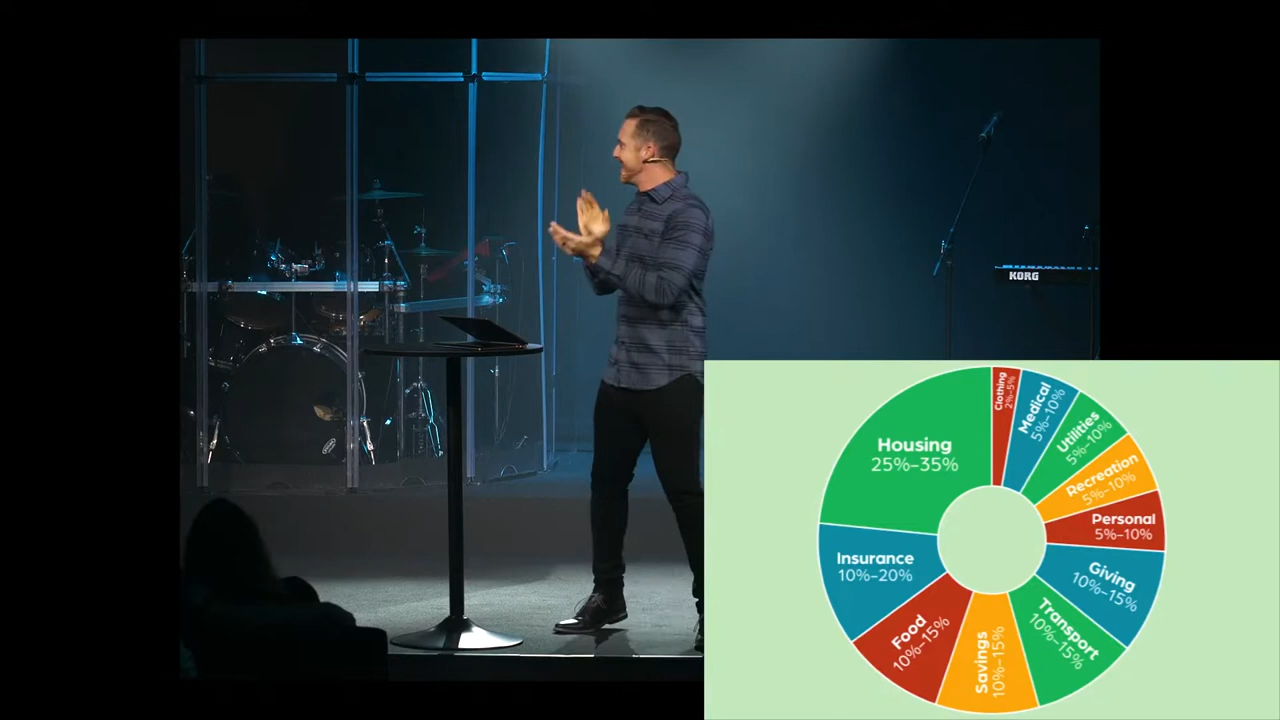 KORG
Clothing
2%-5%
Medical
5%-10%
Utilities
5%-10%
Recreation
5%-10%
Personal
5%-10%
Giving
10%-15%
Transport
10%-15%
Savings
10%-15%
Food
10%-15%
Insurance
10%-20%
Housing
25%-35%